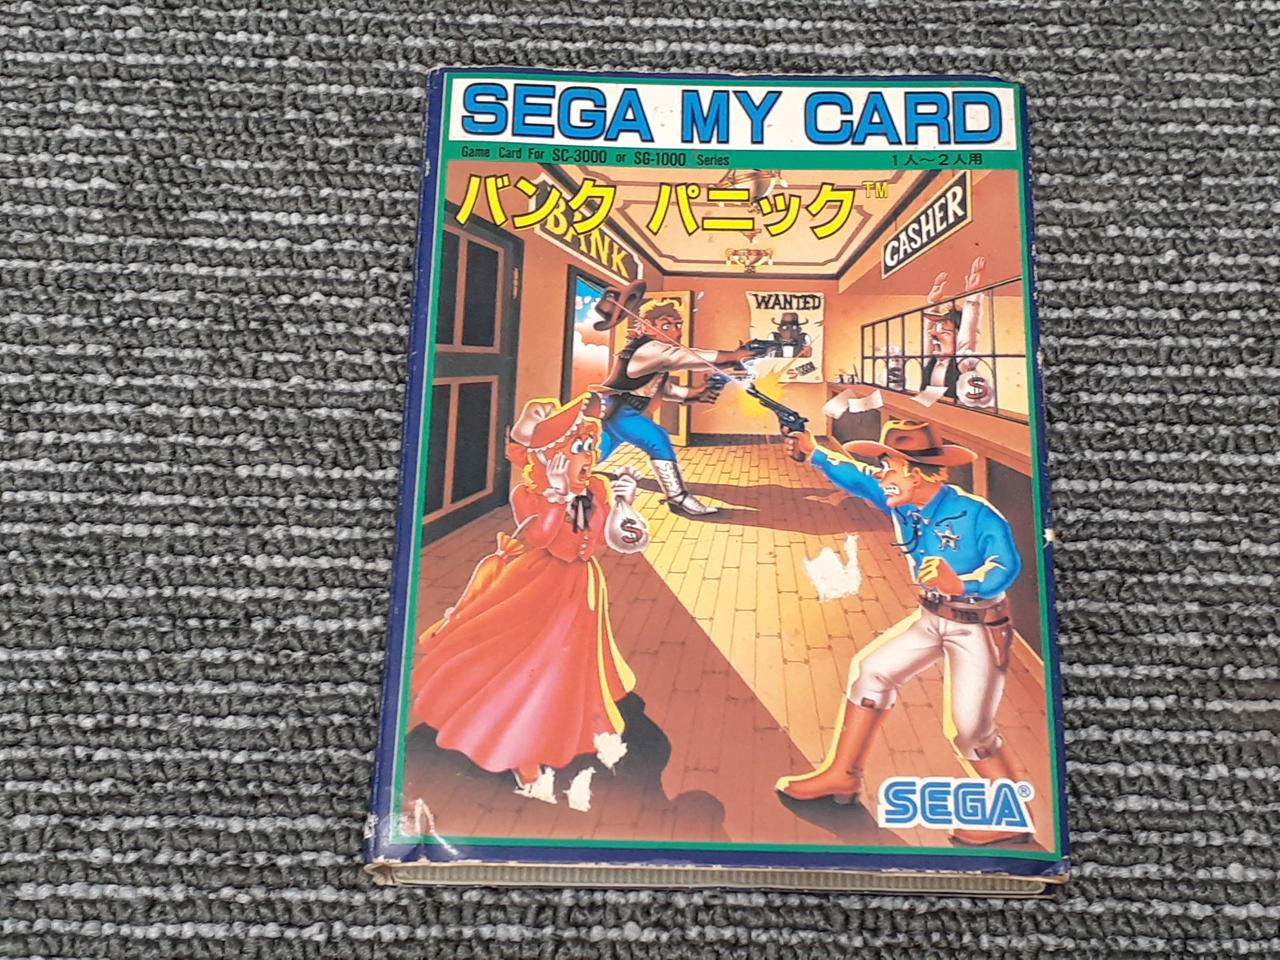 SEGA MY CARD
Game Card For SC-3000 or SG-1000 Series
1人～2人用
バンク パニック™
BANK
CASHER
WANTED
$
$
SEGA®